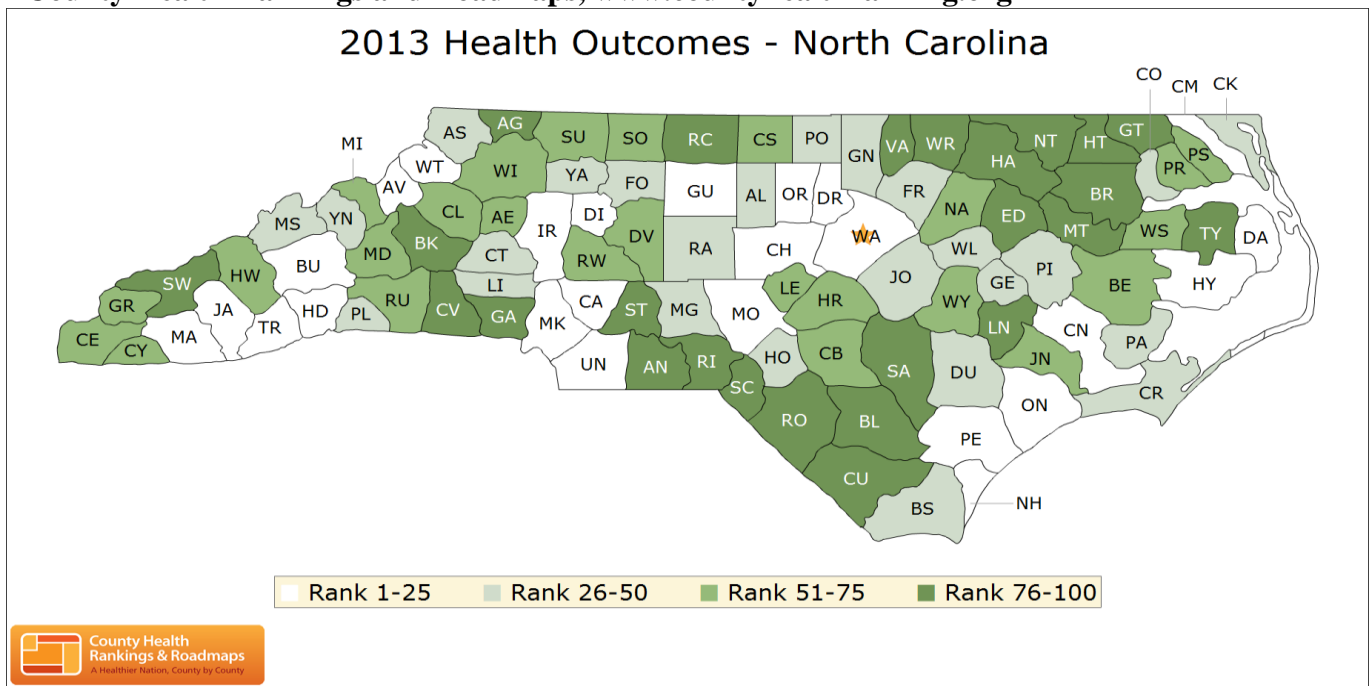 2013 Health Outcomes - North Carolina
CO
CM
CK
MI
AS
AG
SU
SO
RC
CS
PO
GN
VA
WR
HA
NT
HT
GT
PS
PR
WT
AV
WI
YA
FO
GU
AL
OR
DR
FR
BR
MS
YN
CL
AE
IR
DI
DV
RA
CH
WA
NA
ED
MT
WS
TY
DA
BK
MD
CT
RW
WL
PI
HW
BU
SW
LI
JO
GE
BE
HY
GR
JA
HD
PL
RU
CV
GA
MK
CA
ST
MG
MO
LE
HR
WY
LN
CN
PA
CE
CY
MA
TR
UN
AN
RI
HO
CB
SA
DU
JN
CR
SC
ON
RO
BL
PE
CU
BS
NH
Rank 1-25
Rank 26-50
Rank 51-75
Rank 76-100
County Health
Rankings & Roadmaps
A Healthier Nation, County by County